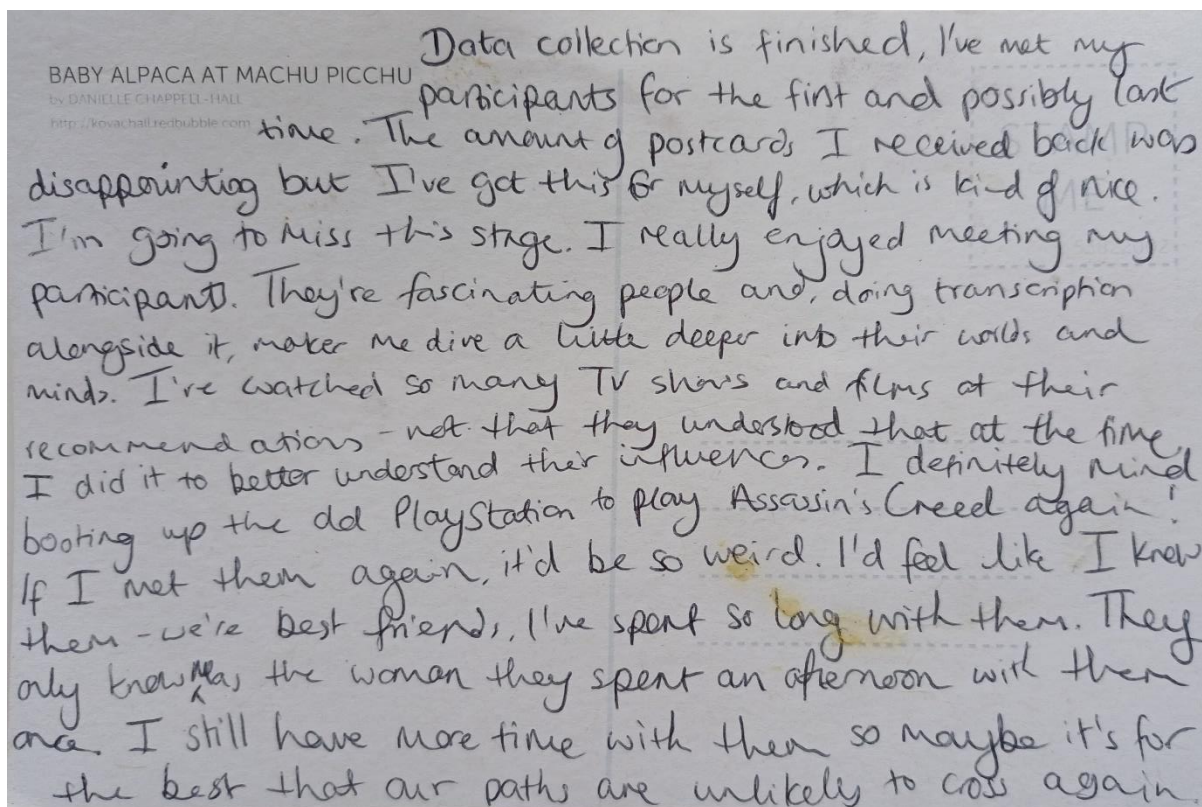 Data collection is finished, I've met my
BABY ALPACA AT MACHU PICCHU
participants for the first and possibly last
by DANIELLE CHAPPELL-HALL
http://kovachall.redbubble.com
time. The amount of postcards I received back was
disappointing but I've got this for myself, which is kind of nice.
I'm going to miss this stage. I really enjoyed meeting my
participants. They're fascinating people and, doing transcription
alongside it, makes me dive a little deeper into their worlds and
minds. I've watched so many TV shows and films at their
recommendations - not that they understood that at the time,
I did it to better understand their influences. I definitely mind
booting up the old PlayStation to play Assassin's Creed again!
If I met them again, it'd be so weird. I'd feel like I knew
them - we're best friends, I've spent so long with them. They
only know me as the woman they spent an afternoon with them
once. I still have more time with them so maybe it's for
the best that our paths are unlikely to cross again